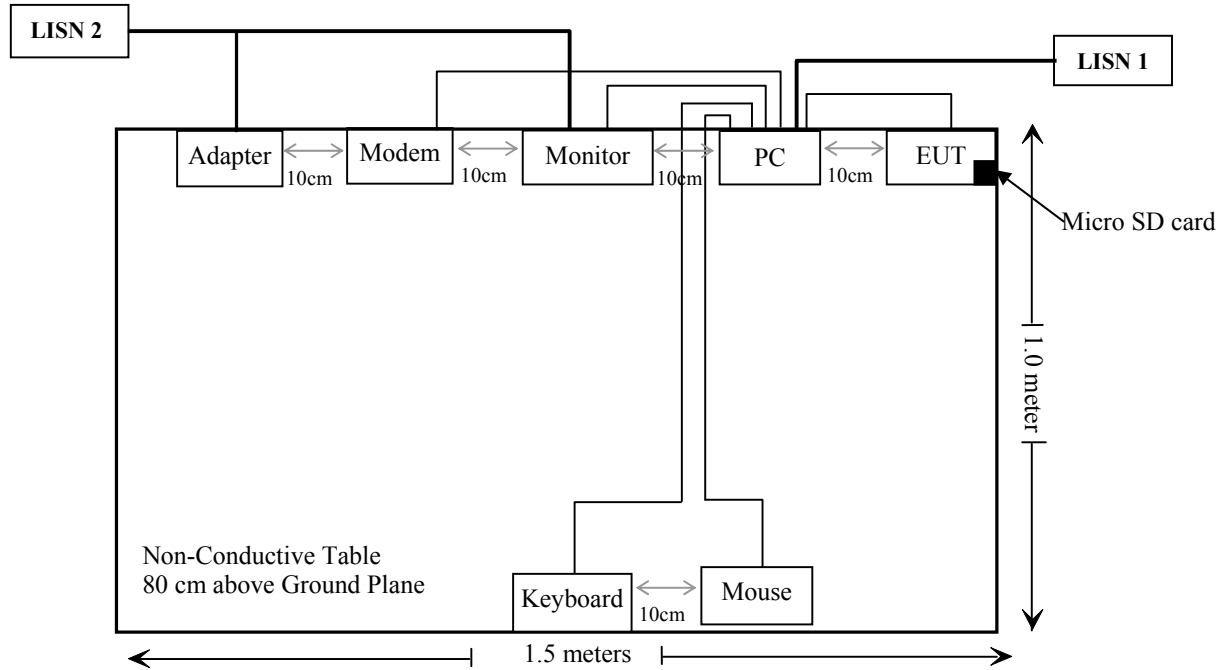 LISN 2
LISN 1
Adapter
Modem
Monitor
PC
EUT
10cm
10cm
10cm
10cm
Micro SD card
1.0 meter
Non-Conductive Table
80 cm above Ground Plane
Keyboard
Mouse
10cm
1.5 meters